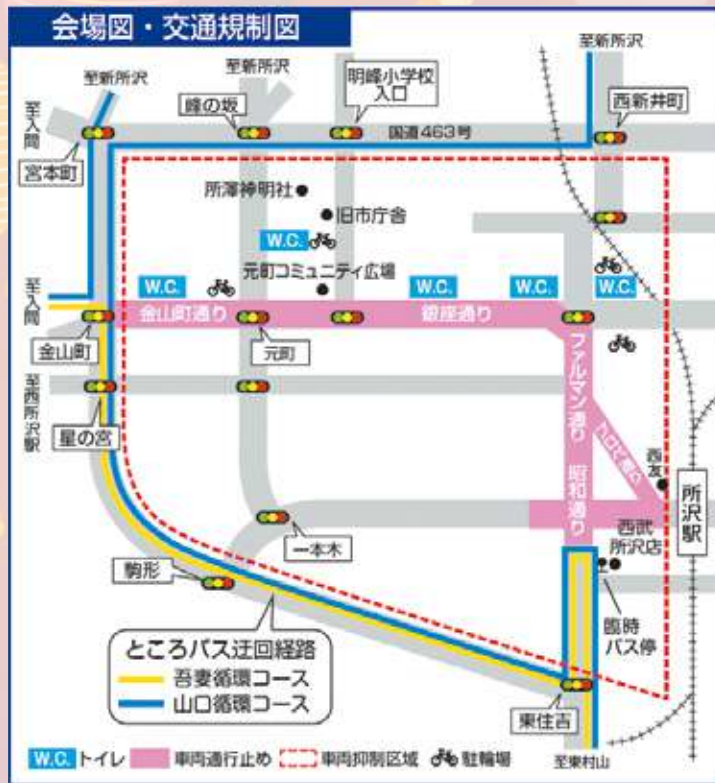 会場図・交通規制図
至新所沢
至新所沢
明峰小学校
入口
至新所沢
西新井町
至入間
峰の坂
宮本町
国道463号
所澤神明社
旧市庁舎
W.C.
元町コミュニティ広場
W.C.
W.C.
W.C.
W.C.
至入間
金山町通り
銀座通り
金山町
元町
ファルマン通り
至西所沢駅
星の宮
西友
昭和通り
所沢駅
西武
所沢店
一本木
駒形
臨時
バス停
ところバス迂回経路
吾妻循環コース
山口循環コース
東住吉
至東村山
W.C.トイレ
車両通行止め
車両抑制区域
駐輪場